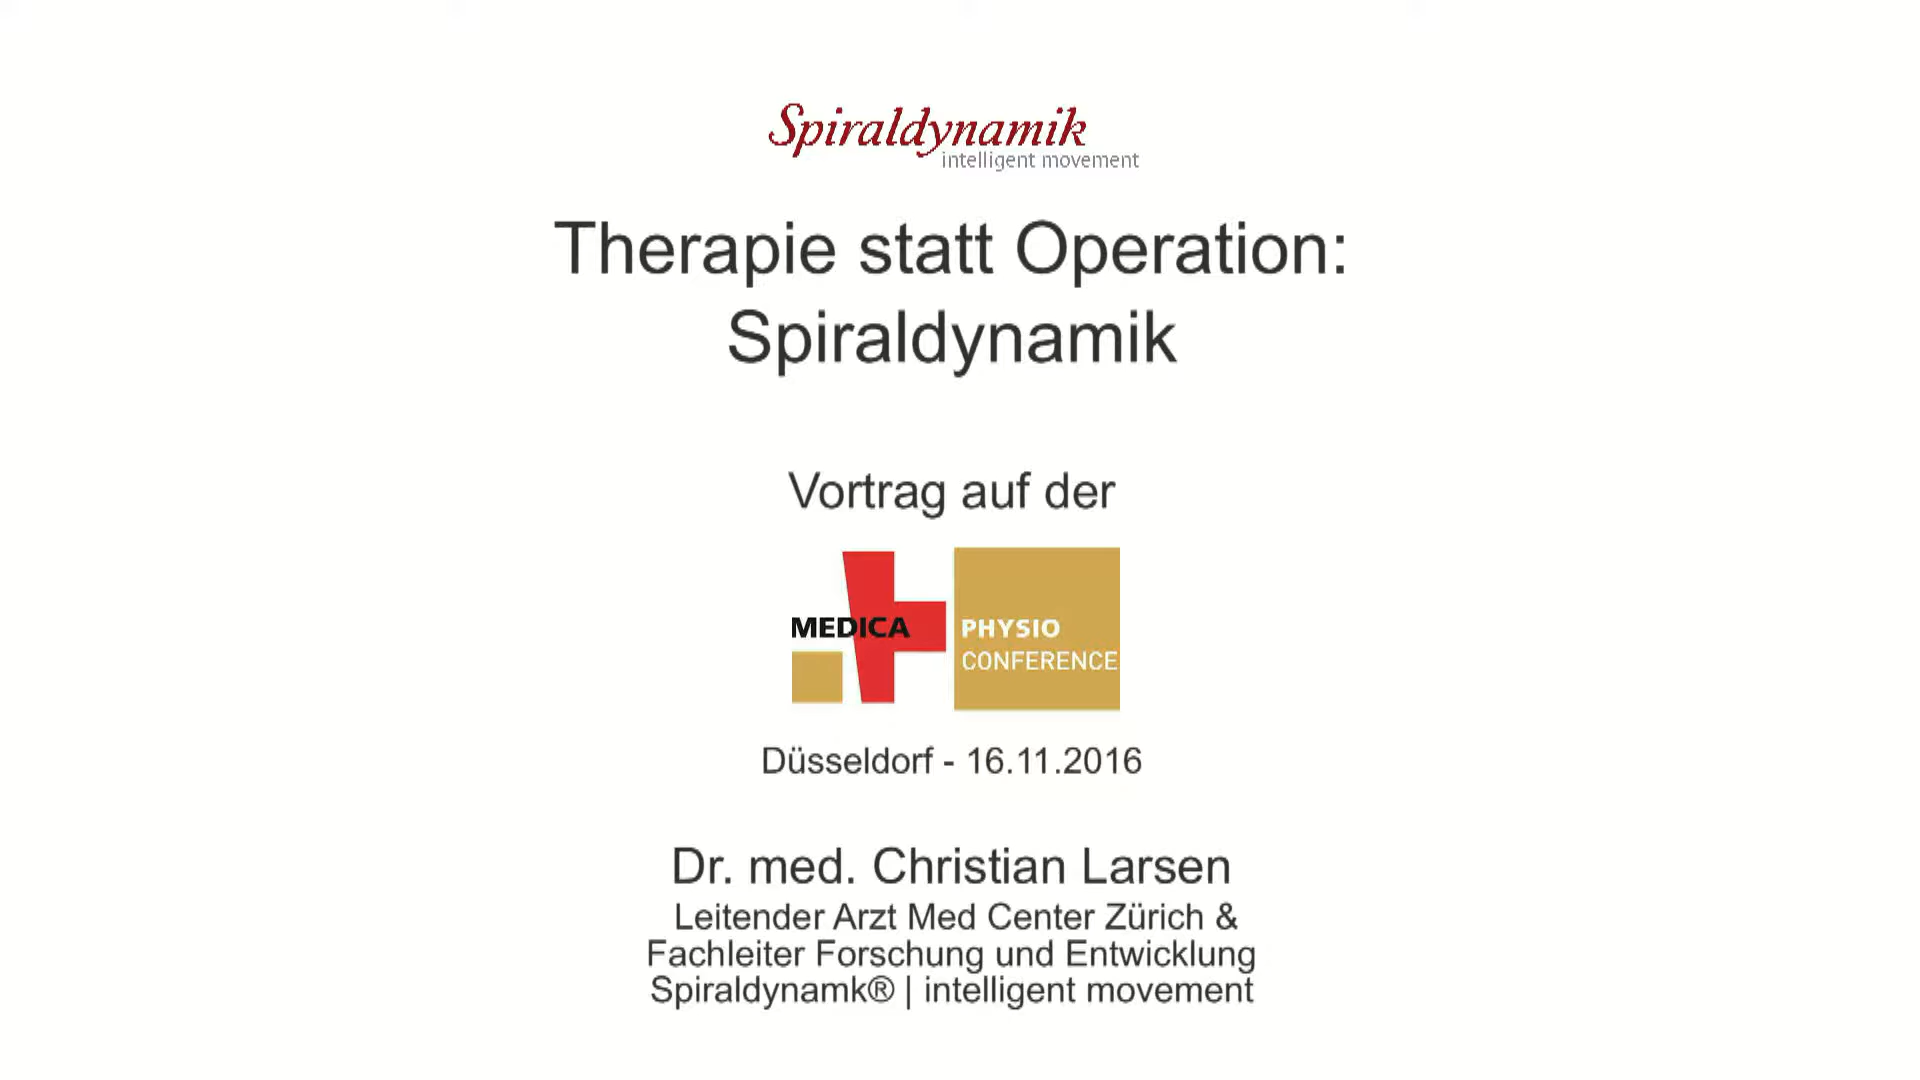 Spiraldynamik
intelligent movement
Therapie statt Operation:
Spiraldynamik
Vortrag auf der
MEDICA
PHYSIO
CONFERENCE
Düsseldorf - 16.11.2016
Dr. med. Christian Larsen
Leitender Arzt Med Center Zürich &
Fachleiter Forschung und Entwicklung
Spiraldynamk® | intelligent movement